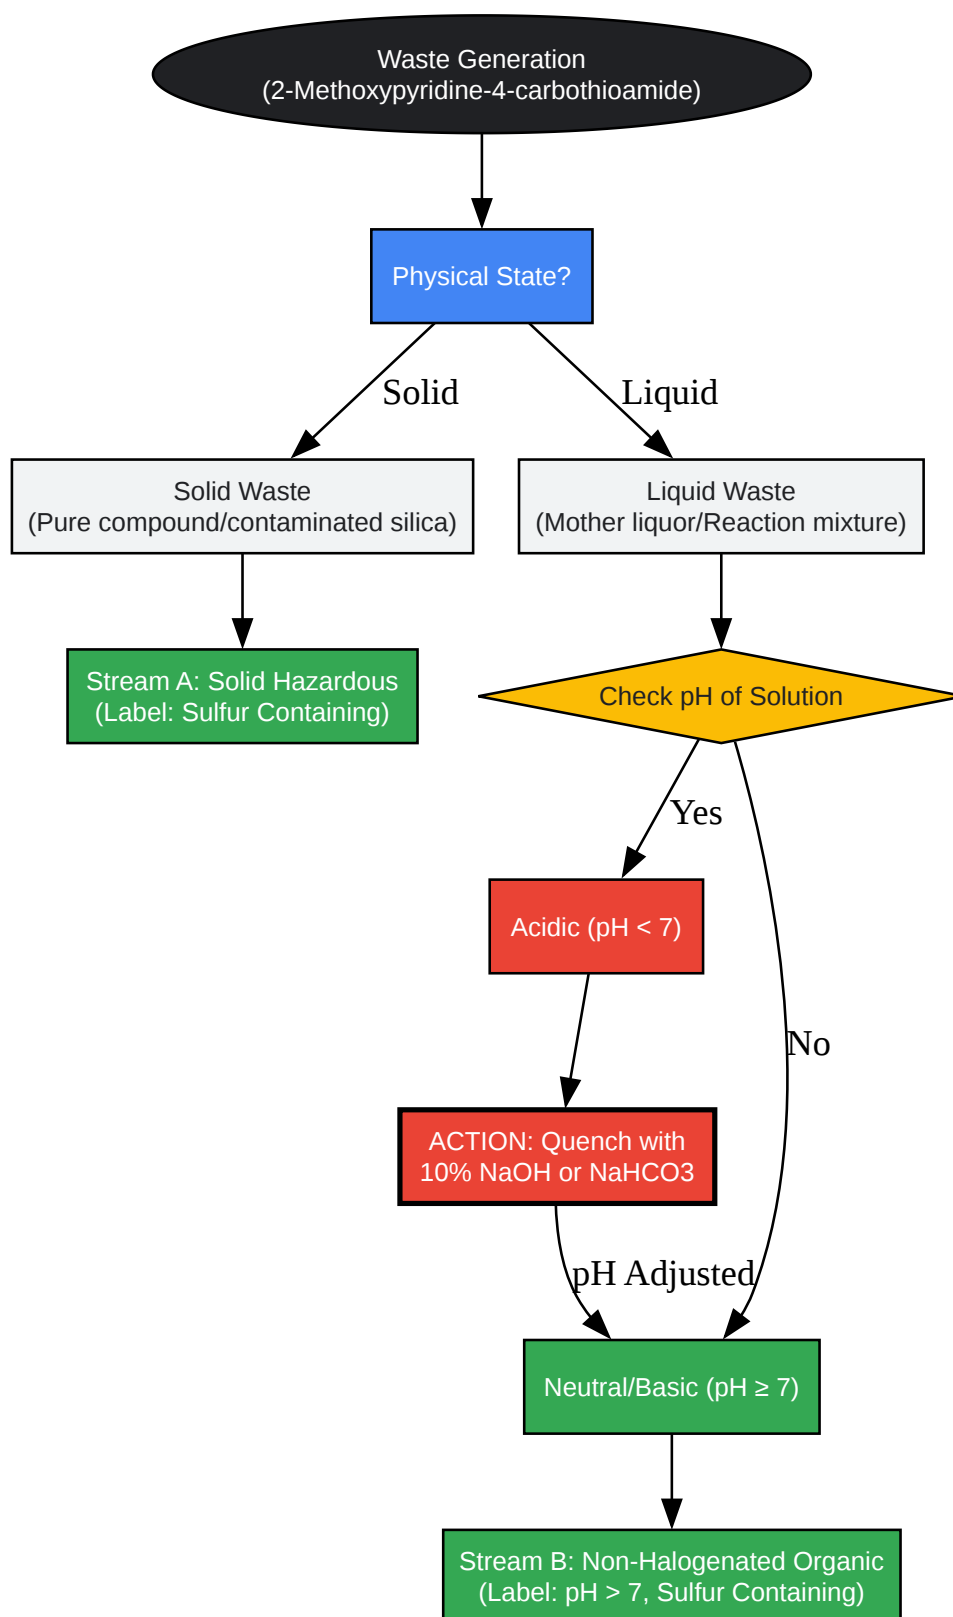 Waste Generation
(2-Methoxypyridine-4-carbothioamide)
Physical State?
Solid
Liquid
Solid Waste
(Pure compound/contaminated silica)
Liquid Waste
(Mother liquor/Reaction mixture)
Stream A: Solid Hazardous
(Label: Sulfur Containing)
Check pH of Solution
Yes
Acidic (pH < 7)
No
ACTION: Quench with
10% NaOH or NaHCO3
pH Adjusted
Neutral/Basic (pH ≥ 7)
Stream B: Non-Halogenated Organic
(Label: pH > 7, Sulfur Containing)